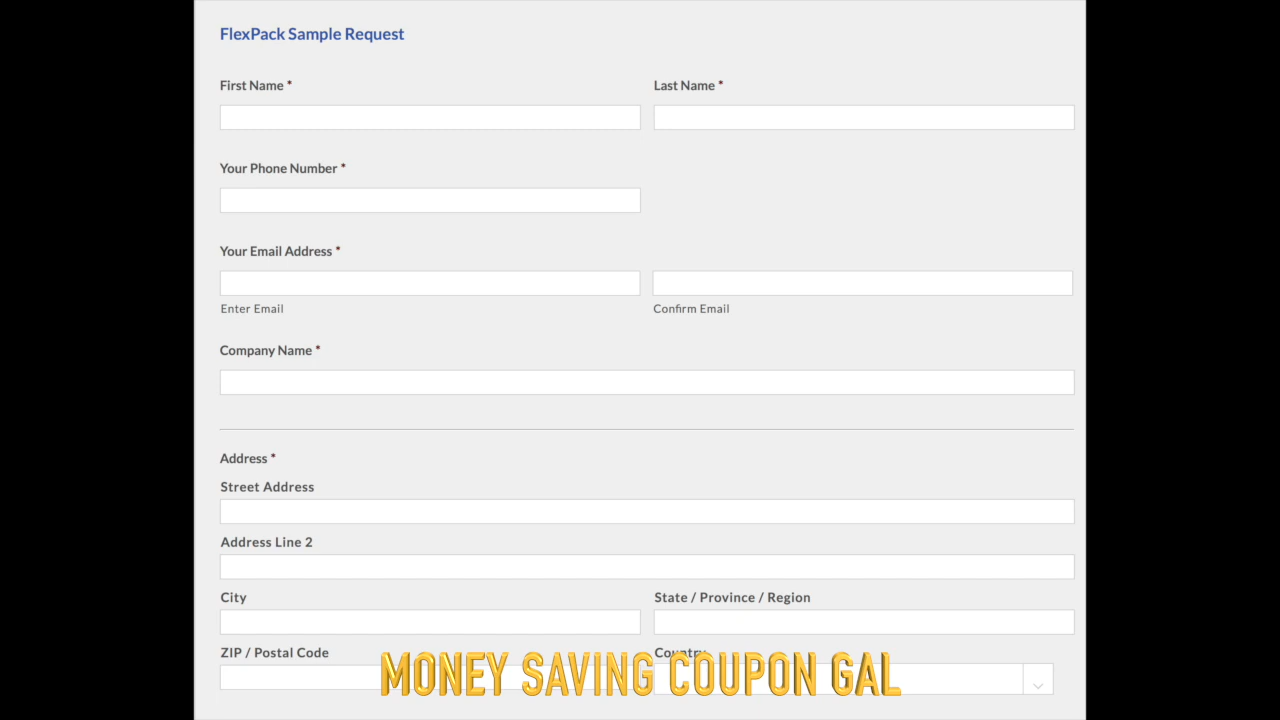 FlexPack Sample Request
First Name * Last Name *
Your Phone Number *
Your Email Address *
Enter Email Confirm Email
Company Name *
Address *
Street Address
Address Line 2
City State / Province / Region
ZIP / Postal Code Country
MONEY SAVING COUPON GAL